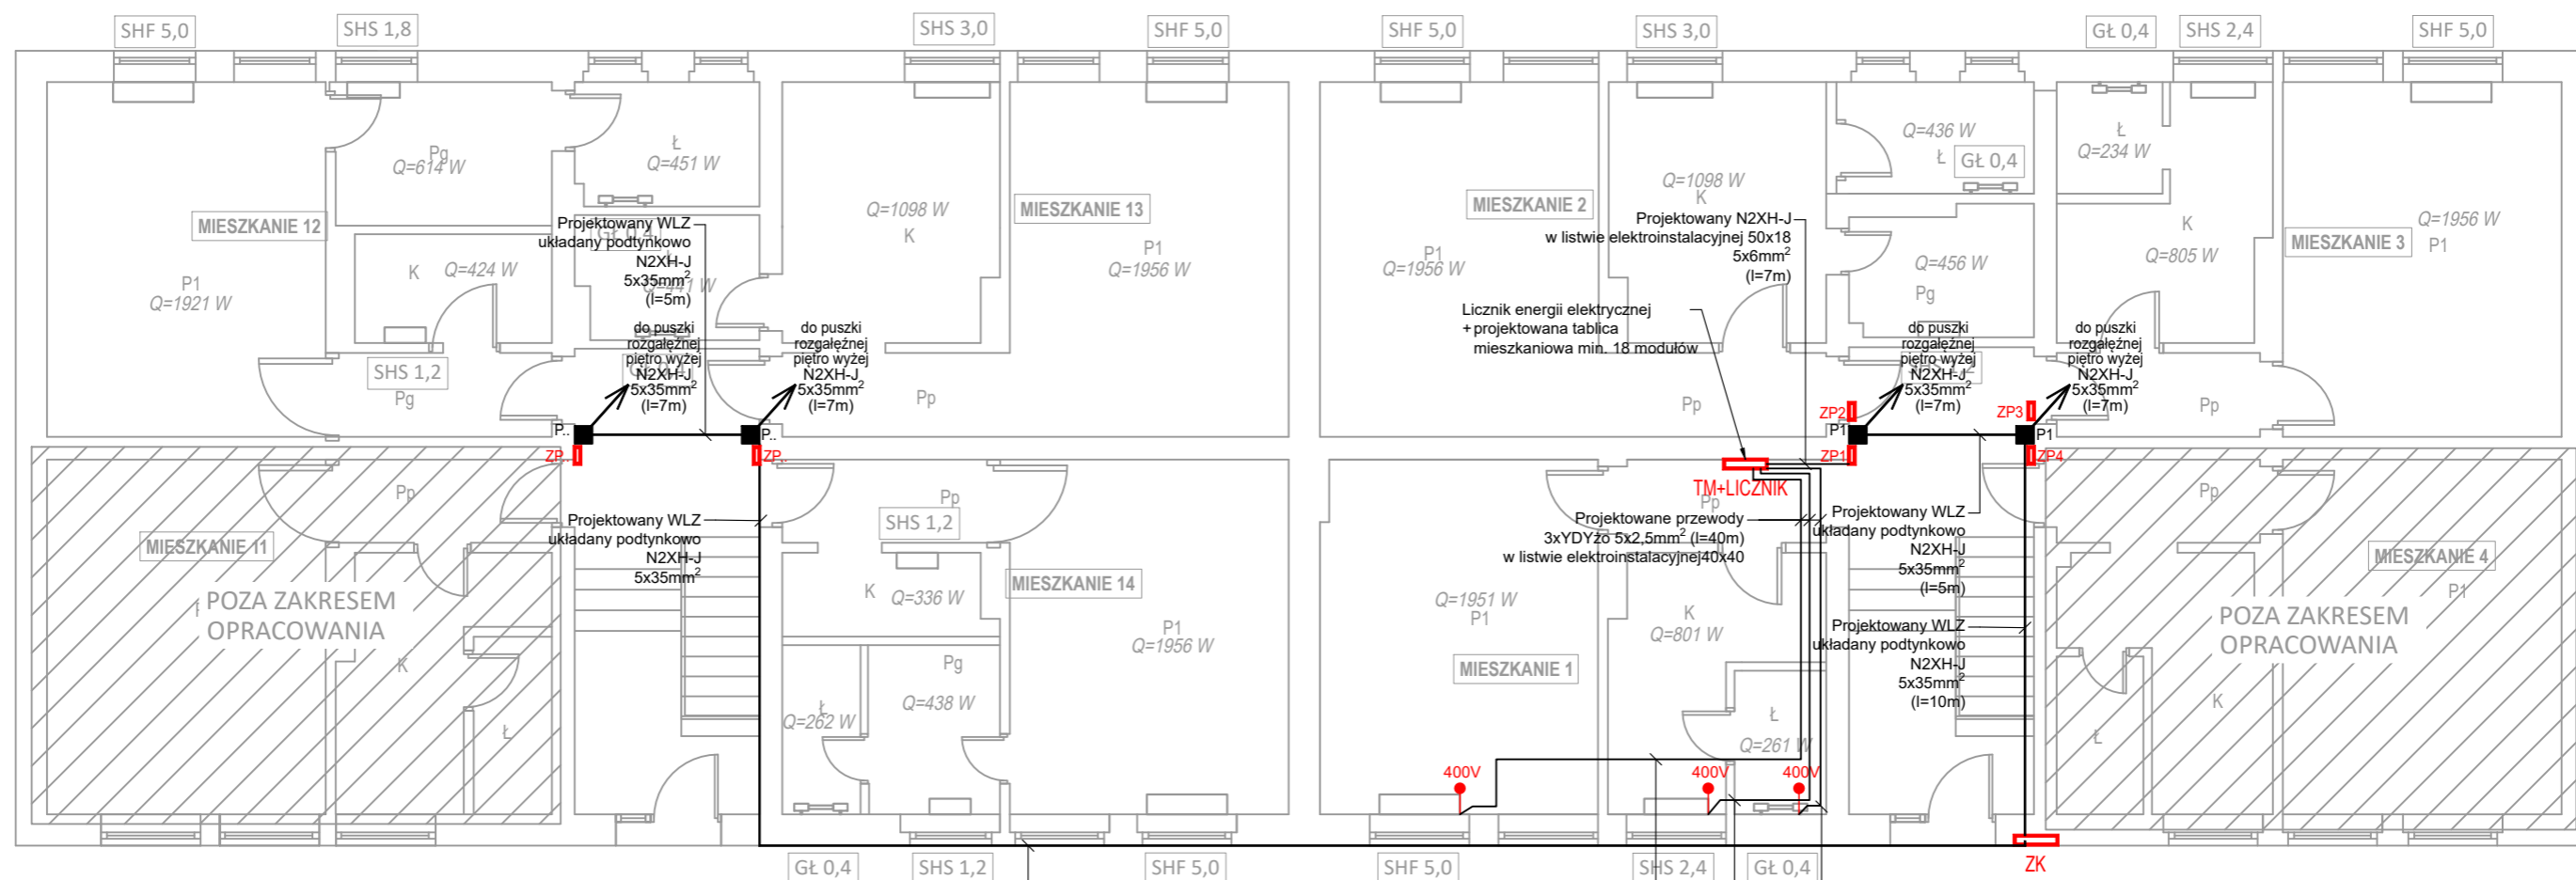 SHF 5,0
SHS 1,8
SHS 3,0
SHF 5,0
SHF 5,0
SHS 3,0
GŁ 0,4
SHS 2,4
SHF 5,0
Pg
Q=614 W
Ł
Q=451 W
MIESZKANIE 12
P1
Q=1921 W
K
Q=424 W
SHS 1,2
Pg
Projektowany WLZ
układany podtynkowo
N2XH-J
5x35mm²
(l=5m)
GŁ 0,4
Q=441 W
do puszki
rozgałęźnej
piętro wyżej
N2XH-J
5x35mm²
(l=7m)
do puszki
rozgałęźnej
piętro wyżej
N2XH-J
5x35mm²
(l=7m)
Q=1098 W
K
MIESZKANIE 13
P1
Q=1956 W
Pp
MIESZKANIE 2
P1
Q=1956 W
Q=1098 W
K
Projektowany N2XH-J
w listwie elektroinstalacyjnej 50x18
5x6mm²
(l=7m)
Licznik energii elektrycznej
+projektowana tablica
mieszkaniowa min. 18 modułów
Pp
Q=436 W
Ł
GŁ 0,4
Q=456 W
Pg
do puszki
rozgałęźnej
piętro wyżej
N2XH-J
5x35mm²
(l=7m)
Ł
Q=234 W
K
Q=805 W
do puszki
rozgałęźnej
piętro wyżej
N2XH-J
5x35mm²
(l=7m)
Pp
MIESZKANIE 3
Q=1956 W
P1
P..
P..
ZP..
ZP..
ZP2
P1
ZP1
ZP3
P1
ZP4
TM+LICZNIK
Pp
MIESZKANIE 11
POZA ZAKRESEM
OPRACOWANIA
Pp
K
Ł
Projektowany WLZ
układany podtynkowo
N2XH-J
5x35mm²
Pp
SHS 1,2
K
Q=336 W
MIESZKANIE 14
P1
Q=1956 W
Ł
Q=262 W
Pg
Q=438 W
Projektowane przewody
3xYDYżo 5x2,5mm² (l=40m)
w listwie elektroinstalacyjnej40x40
Q=1951 W
P1
MIESZKANIE 1
K
Q=801 W
Ł
Q=261 W
400V
400V
400V
Projektowany WLZ
układany podtynkowo
N2XH-J
5x35mm²
(l=5m)
Projektowany WLZ
układany podtynkowo
N2XH-J
5x35mm²
(l=10m)
Pp
MIESZKANIE 4
P1
POZA ZAKRESEM
OPRACOWANIA
K
Ł
ZK
GŁ 0,4
SHS 1,2
SHF 5,0
SHF 5,0
SHS 2,4
GŁ 0,4